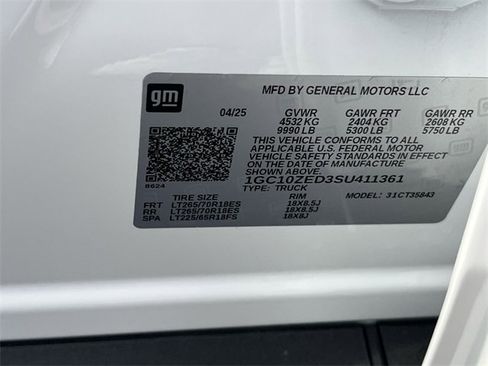 gm
MFD BY GENERAL MOTORS LLC
04/25 GVWR GAWR FRT GAWR RR
4532 KG 2404 KG 2608 KG
9990 LB 5300 LB 5750 LB
THIS VEHICLE CONFORMS TO ALL
APPLICABLE U.S. FEDERAL MOTOR
VEHICLE SAFETY STANDARDS IN EFFECT
ON THE DATE OF MANUFACTURE
SHOWN ABOVE.
1GC10ZED3SU411361
8624 TYPE: TRUCK MODEL: 31CT35843
TIRE SIZE RIM
FRT LT265/70R18ES 18X8.5J
RR LT265/70R18ES 18X8.5J
SPA LT225/65R18FS 18X8J